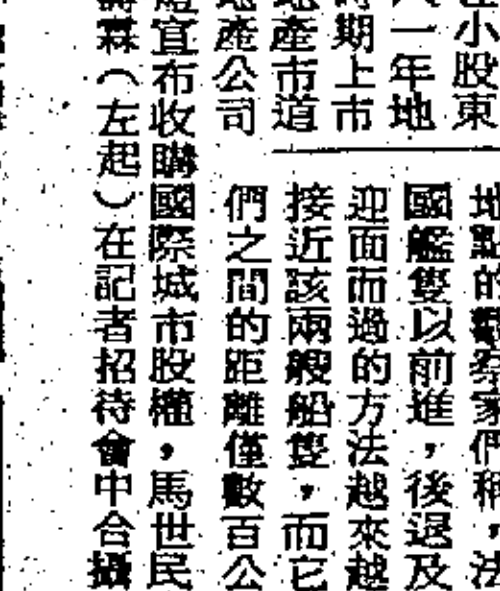 小股東
一年地
期上市
產市道
產公司
地點的觀察家們稱，法
國艦隻以前進，後退及
迎面而過的方法越來越
接近該兩艘船隻，而它
們之間的距離僅數百公
宣布收購國際城市股權，馬世民
霖（左起）在記者招待會中合攝